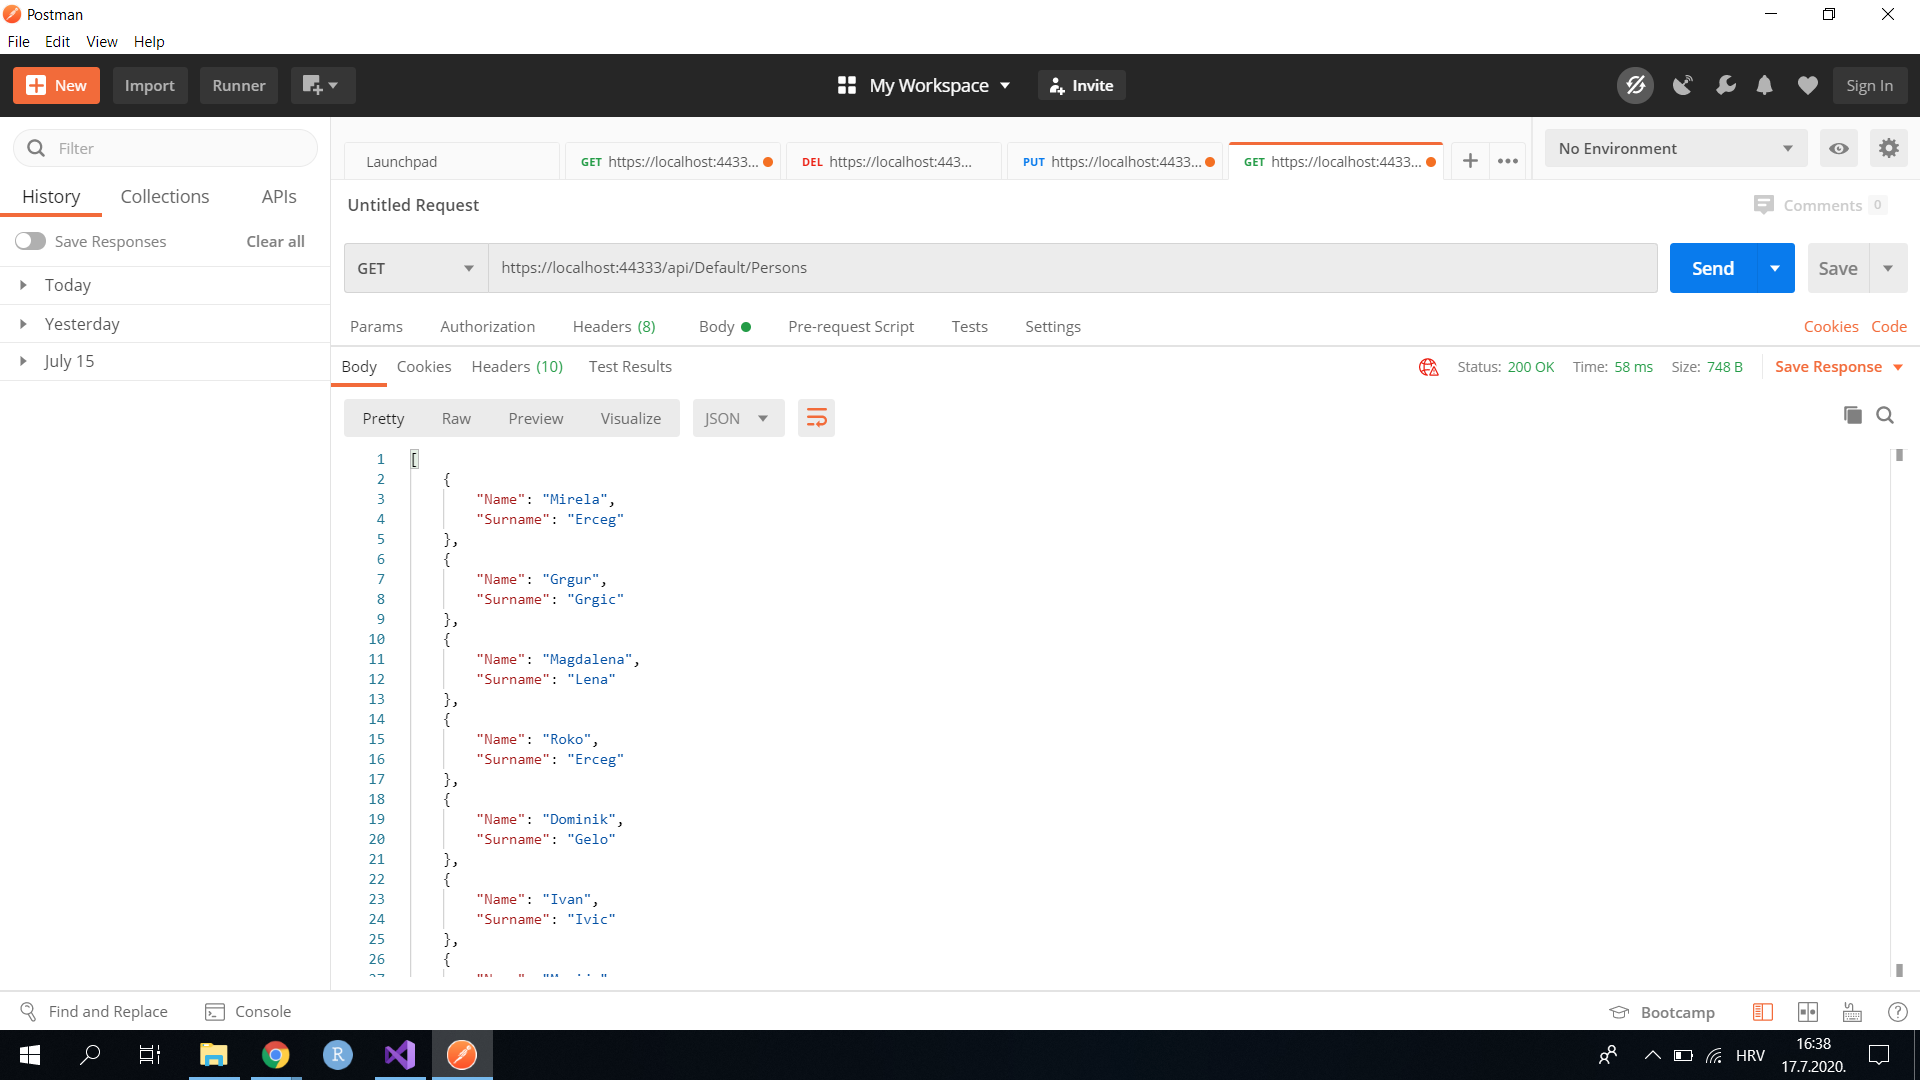 Postman
File Edit View Help
New Import Runner My Workspace Invite Sign In
Filter
History Collections APIs
Save Responses Clear all
Today
Yesterday
July 15
Launchpad GET https://localhost:4433... DEL https://localhost:443... PUT https://localhost:4433... GET https://localhost:4433... No Environment
Untitled Request Comments 0
GET https://localhost:44333/api/Default/Persons Send Save
Params Authorization Headers (8) Body Pre-request Script Tests Settings Cookies Code
Body Cookies Headers (10) Test Results Status: 200 OK Time: 58 ms Size: 748 B Save Response
Pretty Raw Preview Visualize JSON
1 [
2 {
3 "Name": "Mirela",
4 "Surname": "Erceg"
5 },
6 {
7 "Name": "Grgur",
8 "Surname": "Grgic"
9 },
10 {
11 "Name": "Magdalena",
12 "Surname": "Lena"
13 },
14 {
15 "Name": "Roko",
16 "Surname": "Erceg"
17 },
18 {
19 "Name": "Dominik",
20 "Surname": "Gelo"
21 },
22 {
23 "Name": "Ivan",
24 "Surname": "Ivic"
25 },
26 {
Find and Replace Console Bootcamp
R HRV 16:38
17.7.2020.